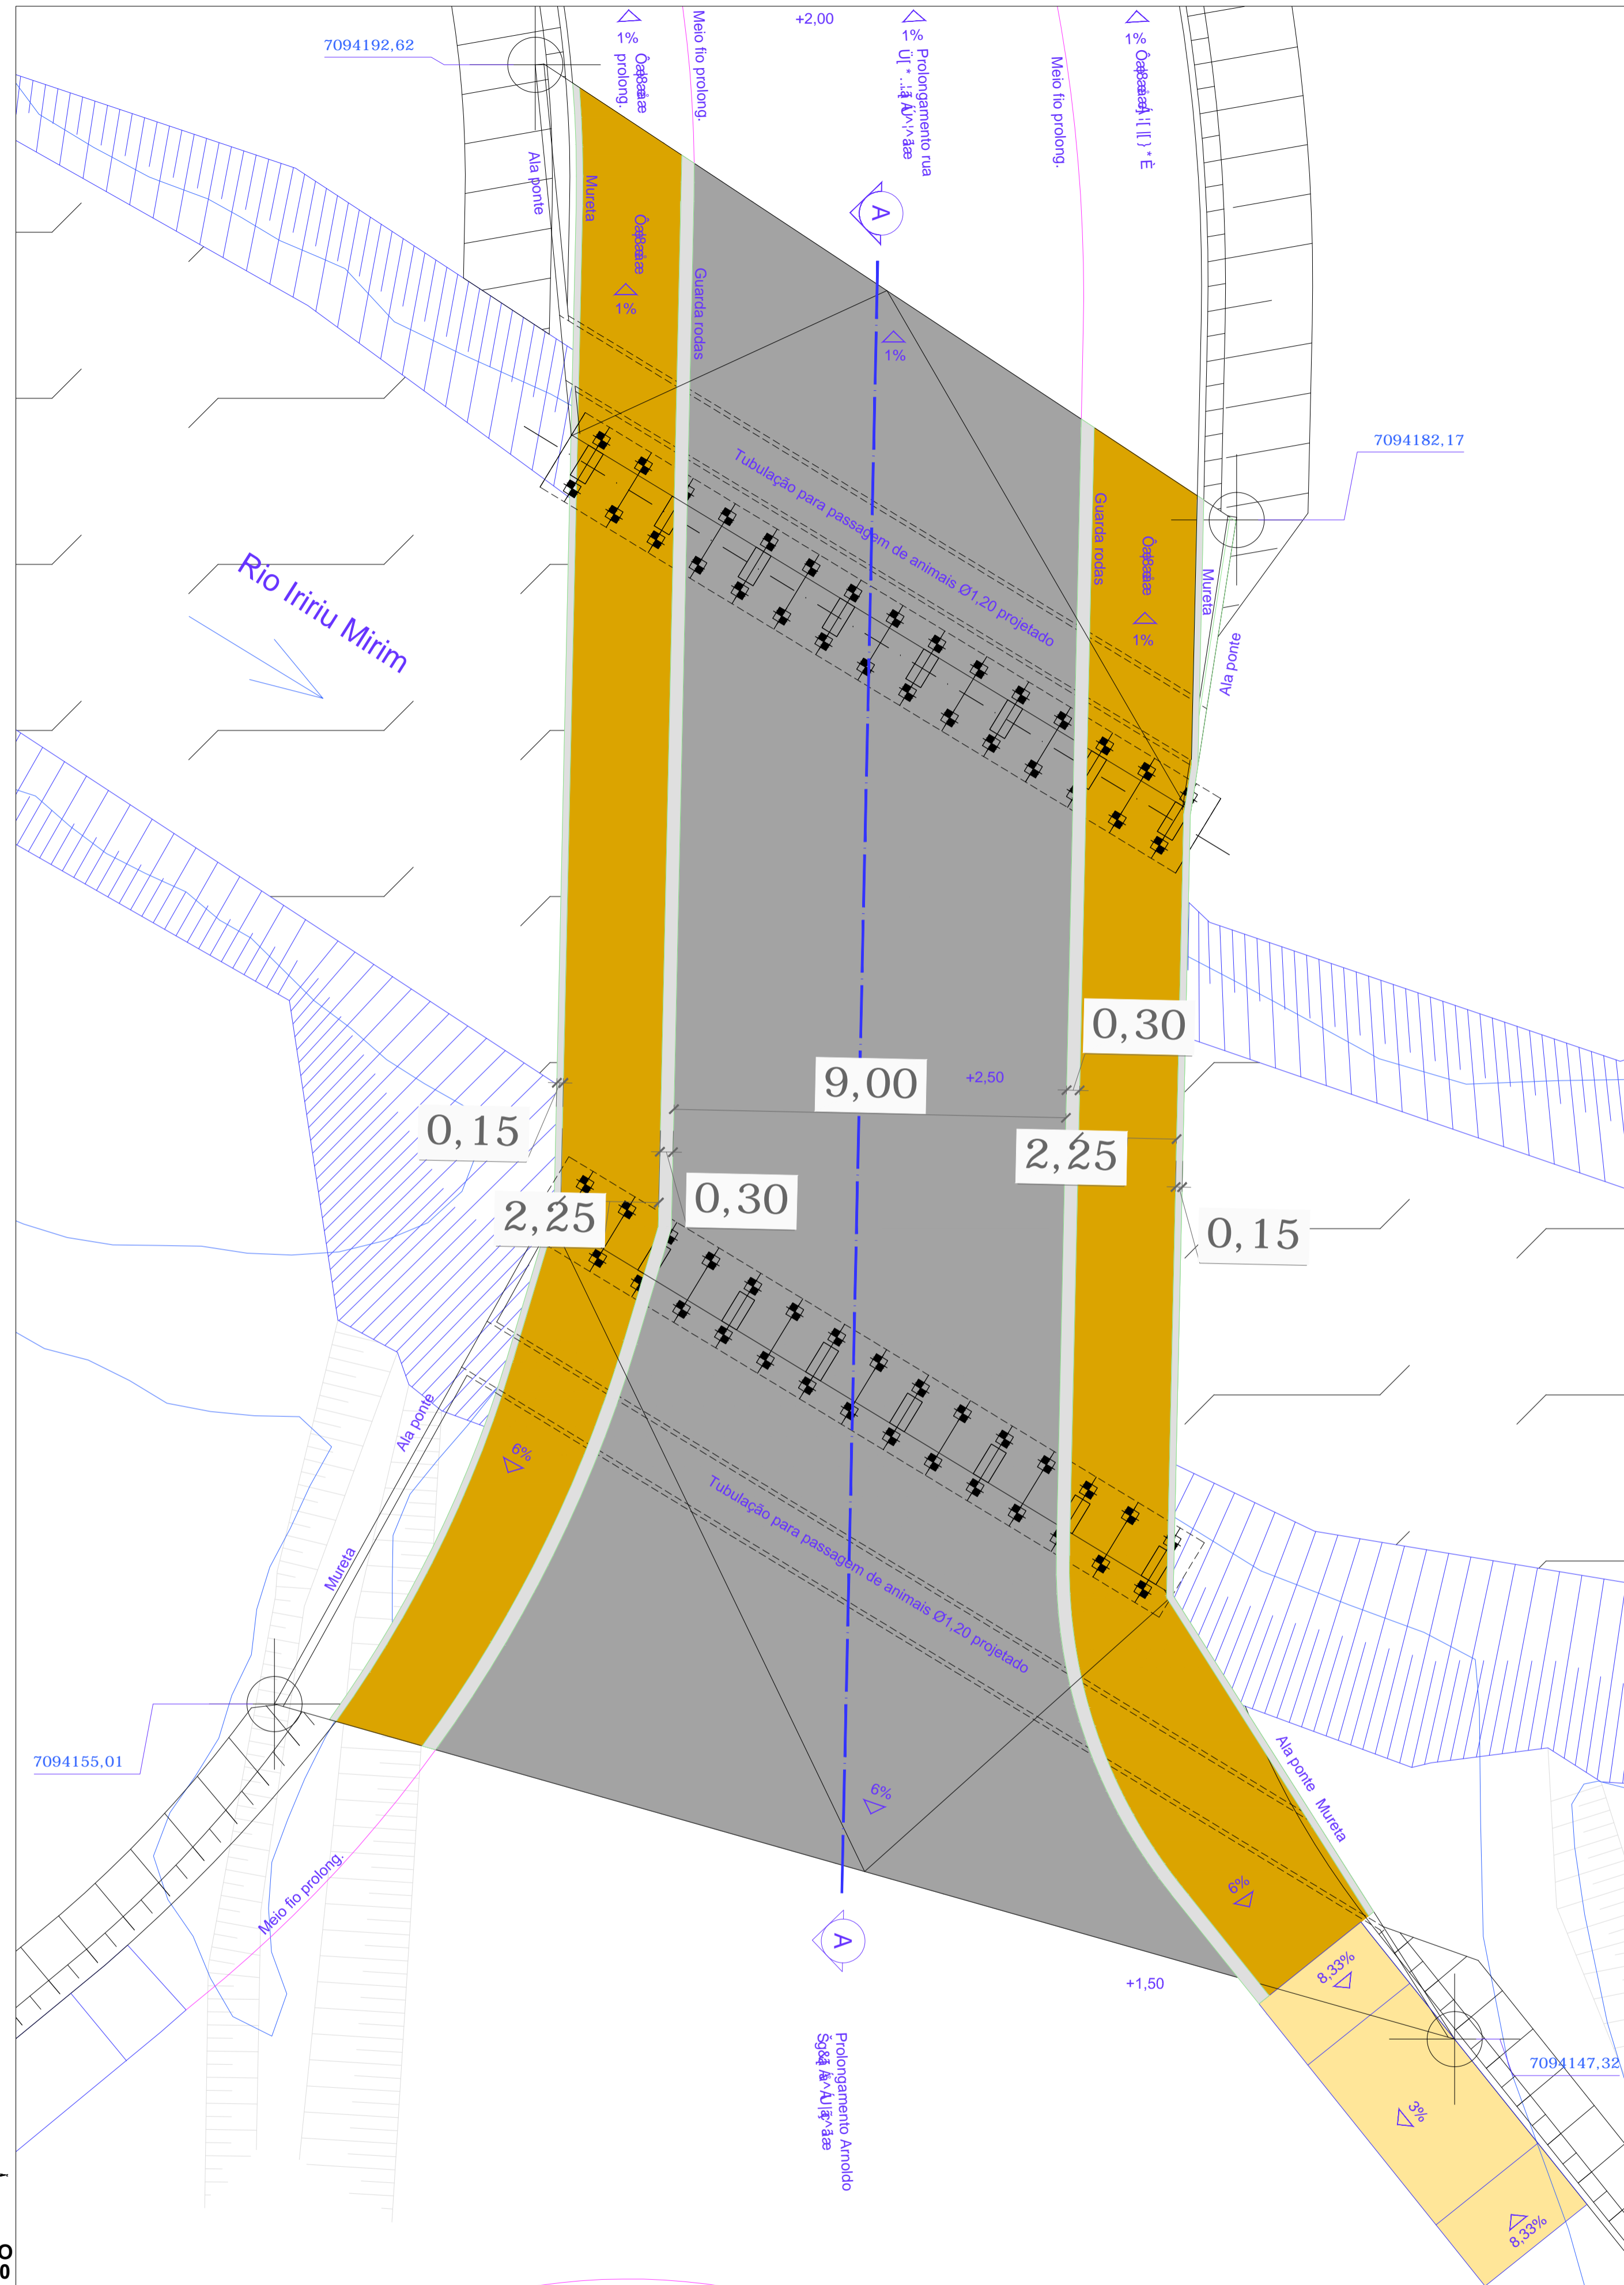 +2,00
7094192,62
1%
prolong.
Meio fio prolong.
1%
Prolongamento rua
Meio fio prolong.
1%
Ala ponte
Mureta
1%
Guarda rodas
A
1%
7094182,17
Tubulação para passagem de animais Ø1,20 projetado
Guarda rodas
1%
Mureta
Ala ponte
Rio Iririu Mirim
0,30
9,00
+2,50
0,15
2,25
0,30
2,25
0,15
Ala ponte
6%
Mureta
Tubulação para passagem de animais Ø1,20 projetado
7094155,01
6%
Ala ponte
Mureta
Meio fio prolong.
6%
A
8,33%
+1,50
Prolongamento Arnoldo
7094147,32
3%
8,33%